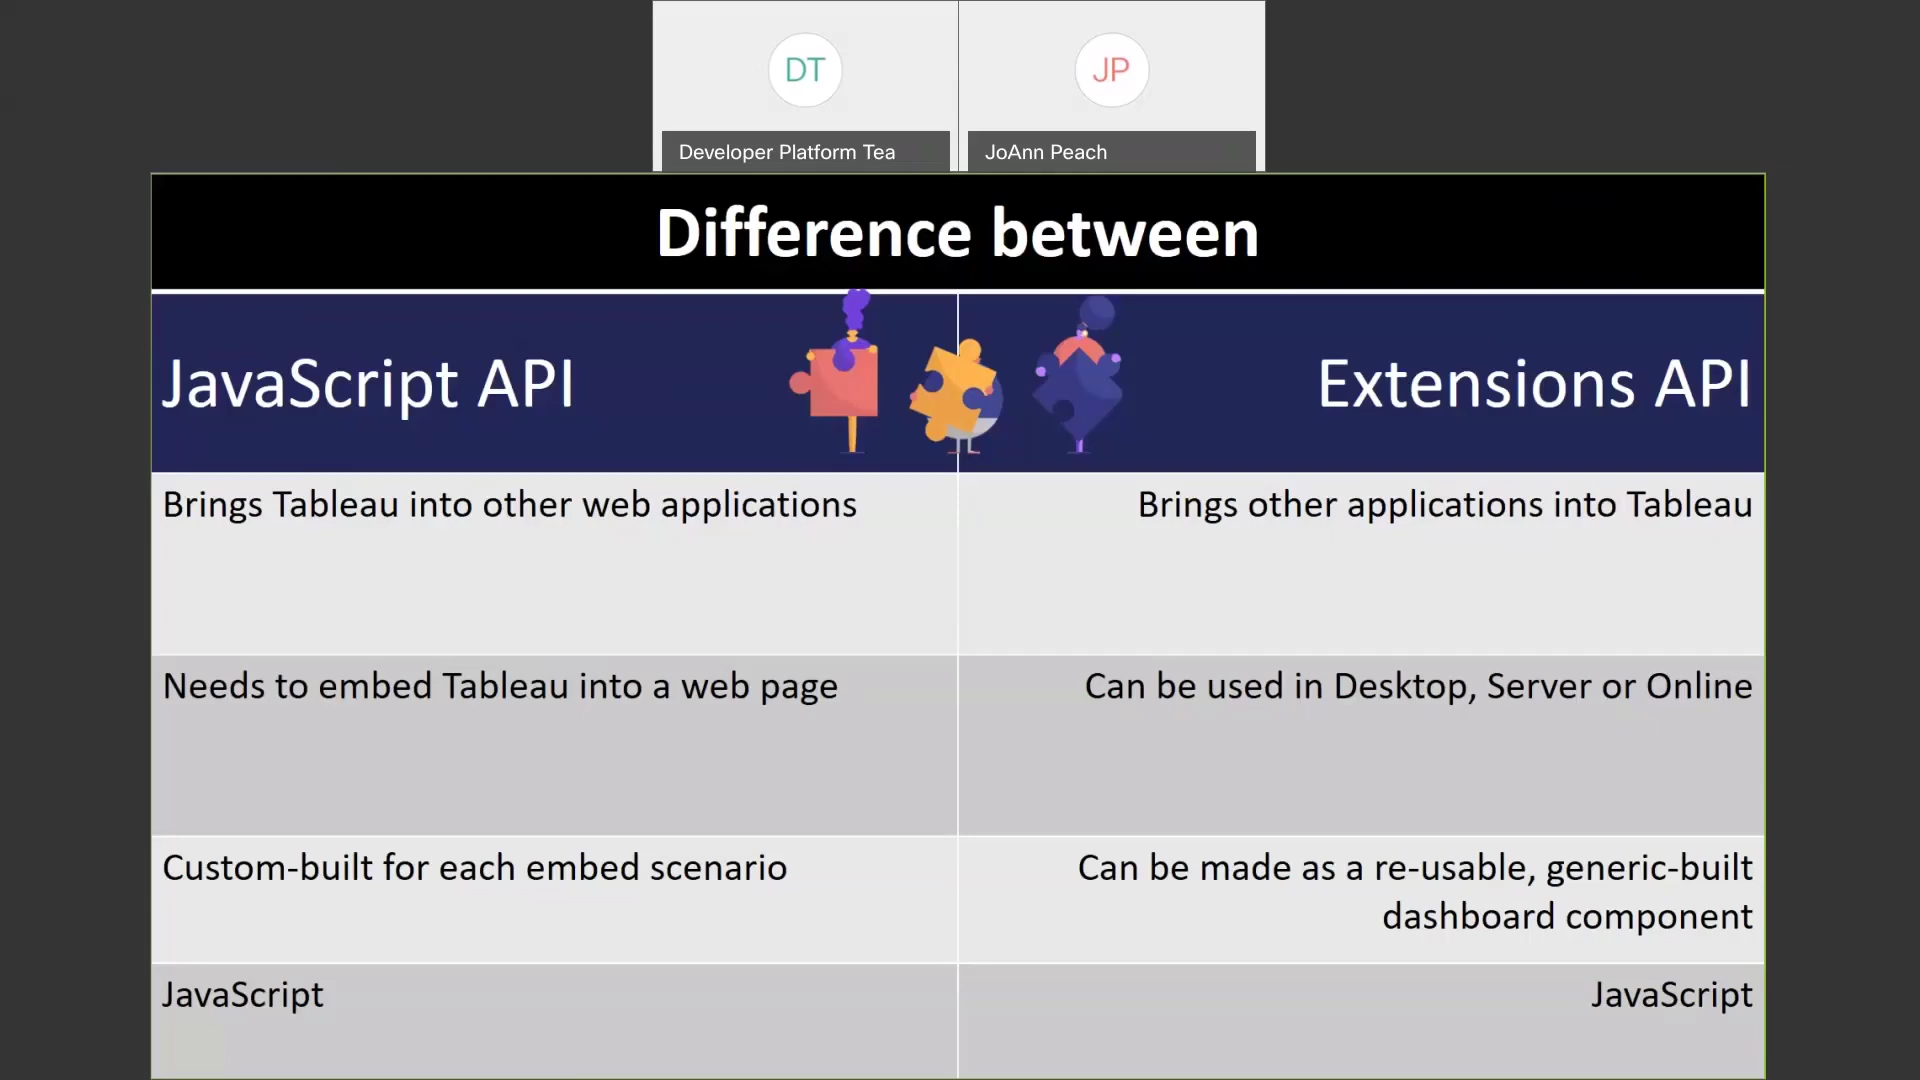 DT
JP
Developer Platform Tea
JoAnn Peach
Difference between
JavaScript API
Extensions API
Brings Tableau into other web applications
Brings other applications into Tableau
Needs to embed Tableau into a web page
Can be used in Desktop, Server or Online
Custom-built for each embed scenario
Can be made as a re-usable, generic-built
dashboard component
JavaScript
JavaScript